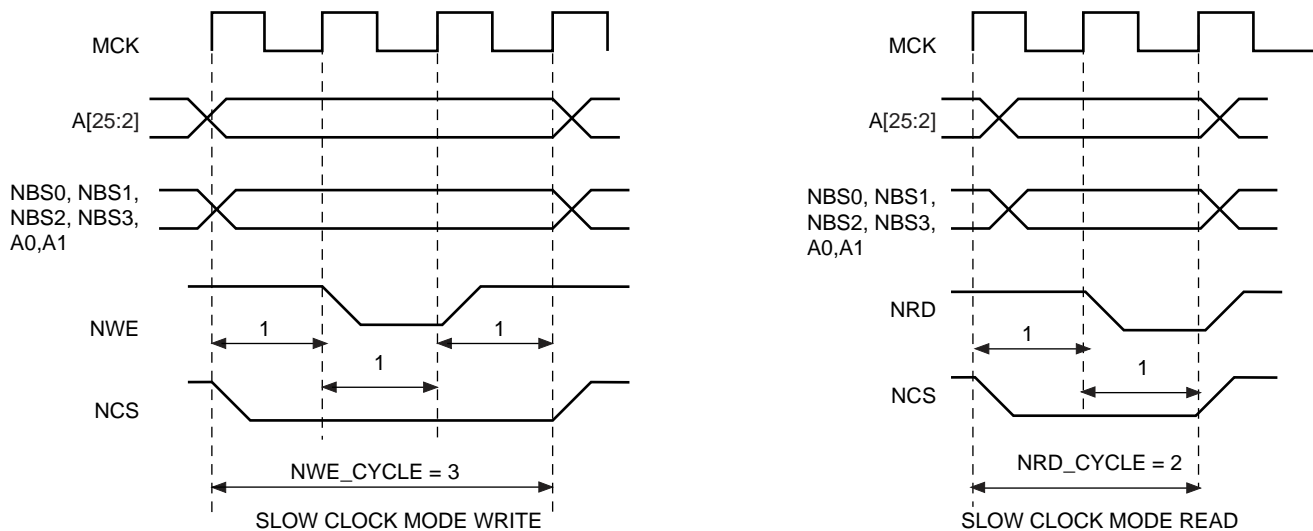 MCK
A[25:2]
NBS0, NBS1,
NBS2, NBS3,
A0,A1
NWE
1
1
1
NCS
NWE_CYCLE = 3
SLOW CLOCK MODE WRITE
MCK
A[25:2]
NBS0, NBS1,
NBS2, NBS3,
A0,A1
NRD
1
1
NCS
NRD_CYCLE = 2
SLOW CLOCK MODE READ